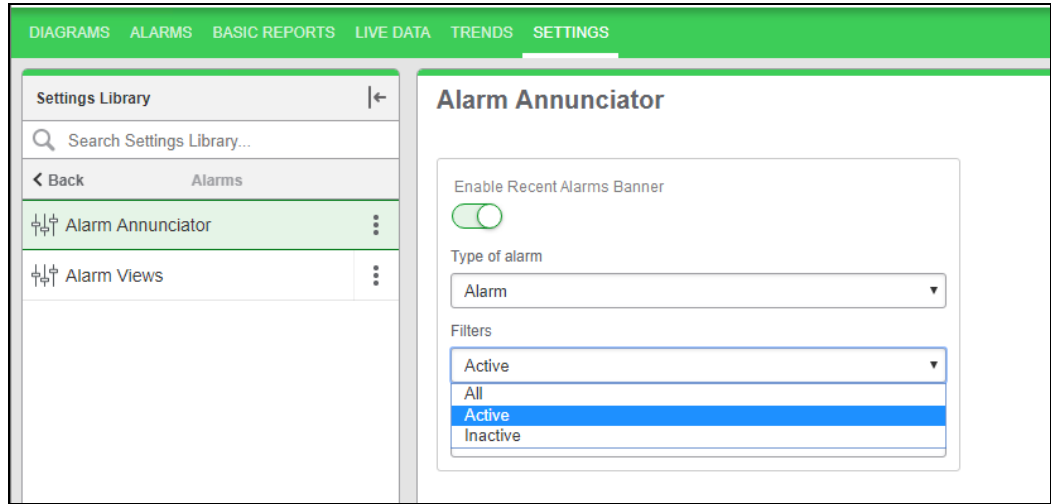 DIAGRAMS ALARMS BASIC REPORTS LIVE DATA TRENDS SETTINGS
Settings Library
Search Settings Library...
Back Alarms
Alarm Annunciator
Alarm Views
Alarm Annunciator
Enable Recent Alarms Banner
Type of alarm
Alarm
Filters
Active
All
Active
Inactive